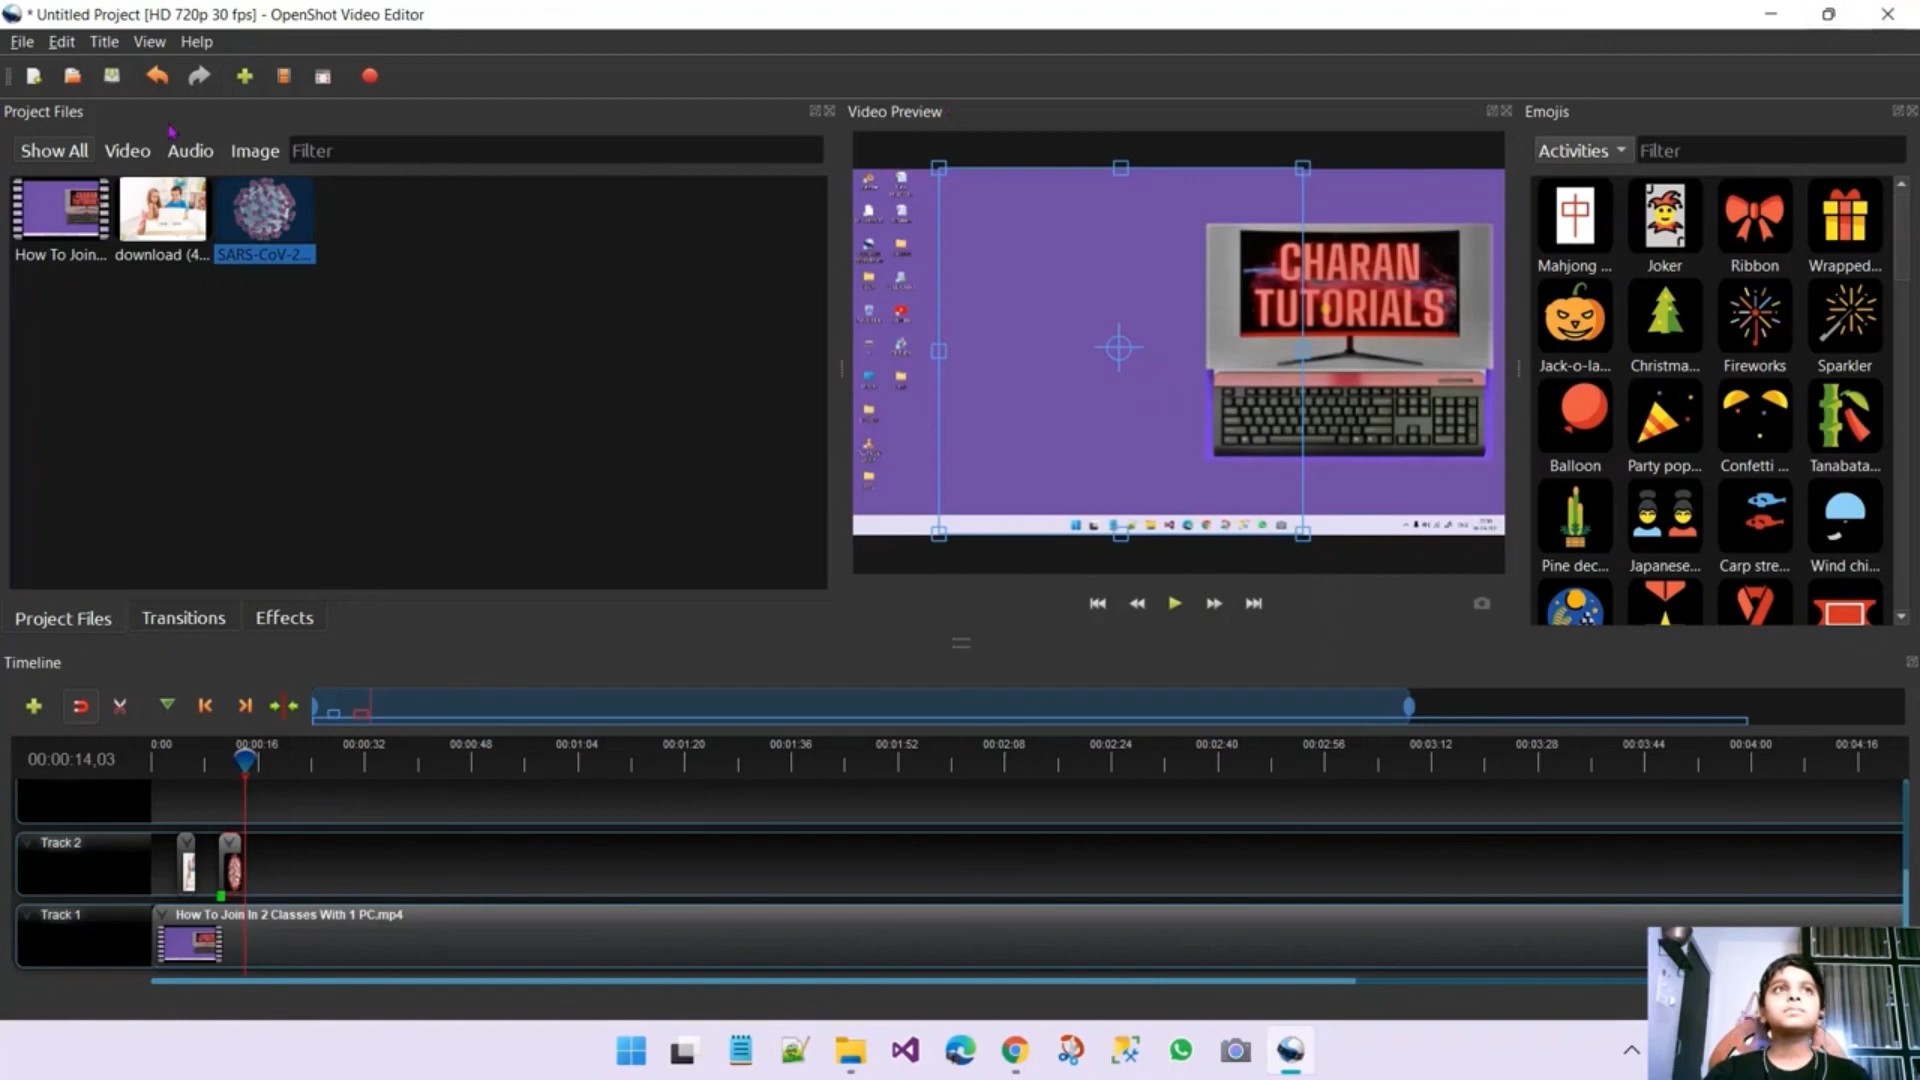 * Untitled Project [HD 720p 30 fps] - OpenShot Video Editor
File Edit Title View Help
Project Files
Video Preview
Emojis
Show All Video Audio Image Filter
Activities Filter
CHARAN
TUTORIALS
How To Join... download (4... SARS-CoV-2...
Mahjong ... Joker Ribbon Wrapped...
Jack-o-la... Christma... Fireworks Sparkler
Balloon Party pop... Confetti ... Tanabata...
Pine dec... Japanese... Carp stre... Wind chi...
Project Files Transitions Effects
Timeline
0:00 00:00:16 00:00:32 00:00:48 00:01:04 00:01:20 00:01:36 00:01:52 00:02:08 00:02:24 00:02:40 00:02:56 00:03:12 00:03:28 00:03:44 00:04:00 00:04:16
00:00:14,03
Track 2
Track 1
How To Join In 2 Classes With 1 PC.mp4